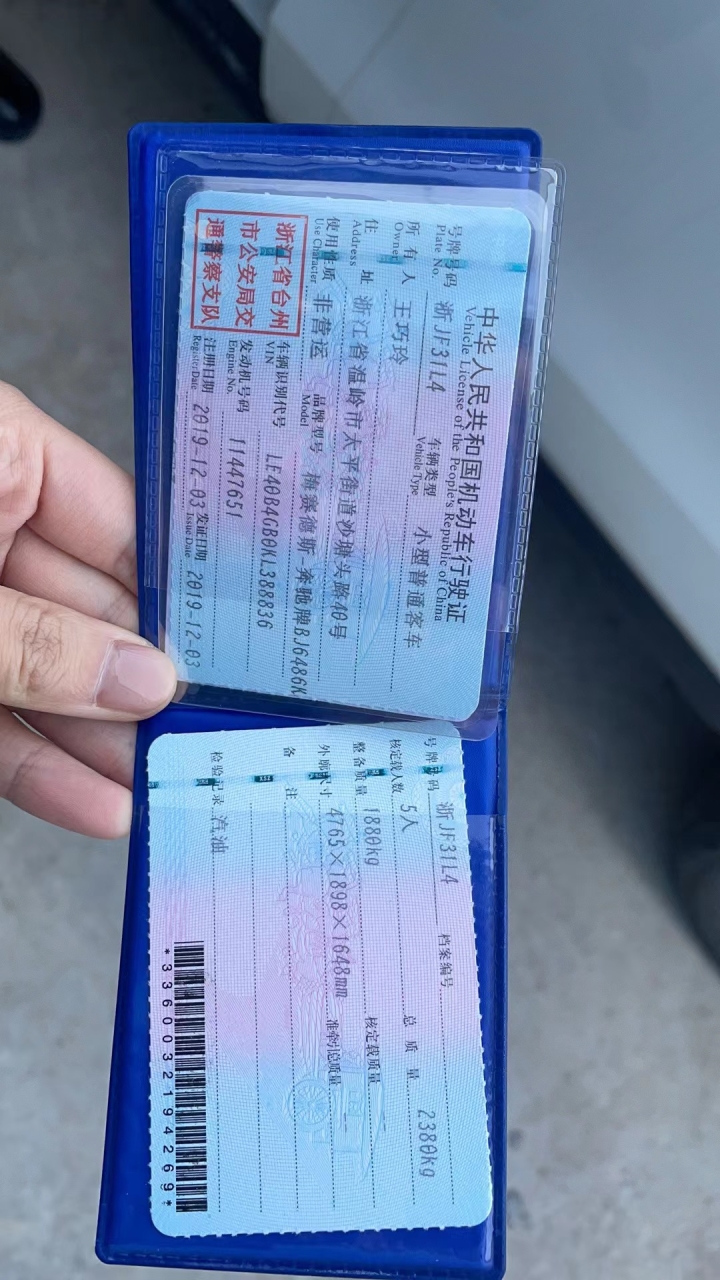 中华人民共和国机动车行驶证
Vehicle License of the People's Republic of China
号牌号码 浙JF31L4 车辆类型 小型普通客车
Plate No. Vehicle Type
所有人 王巧玲
Owner
住址 浙江省温岭市太平街道沙塘头路40号
Address
使用性质 非营运 品牌型号 梅赛德斯-奔驰牌BJ6486K
Use Character Model
浙江省台州
市公安局交
通警察支队
车辆识别代号 LE40B4GB0KL388836
VIN
发动机号码 11447651
Engine No.
注册日期 2019-12-03 发证日期 2019-12-03
Register Date Issue Date
号牌号码 浙JF31L4 档案编号
核定载人数 5人 总质量 2380kg
整备质量 1880kg 核定载质量
外廓尺寸 4765×1898×1648mm 准牵引总质量
备注
检验记录 汽油
*3360032194269*